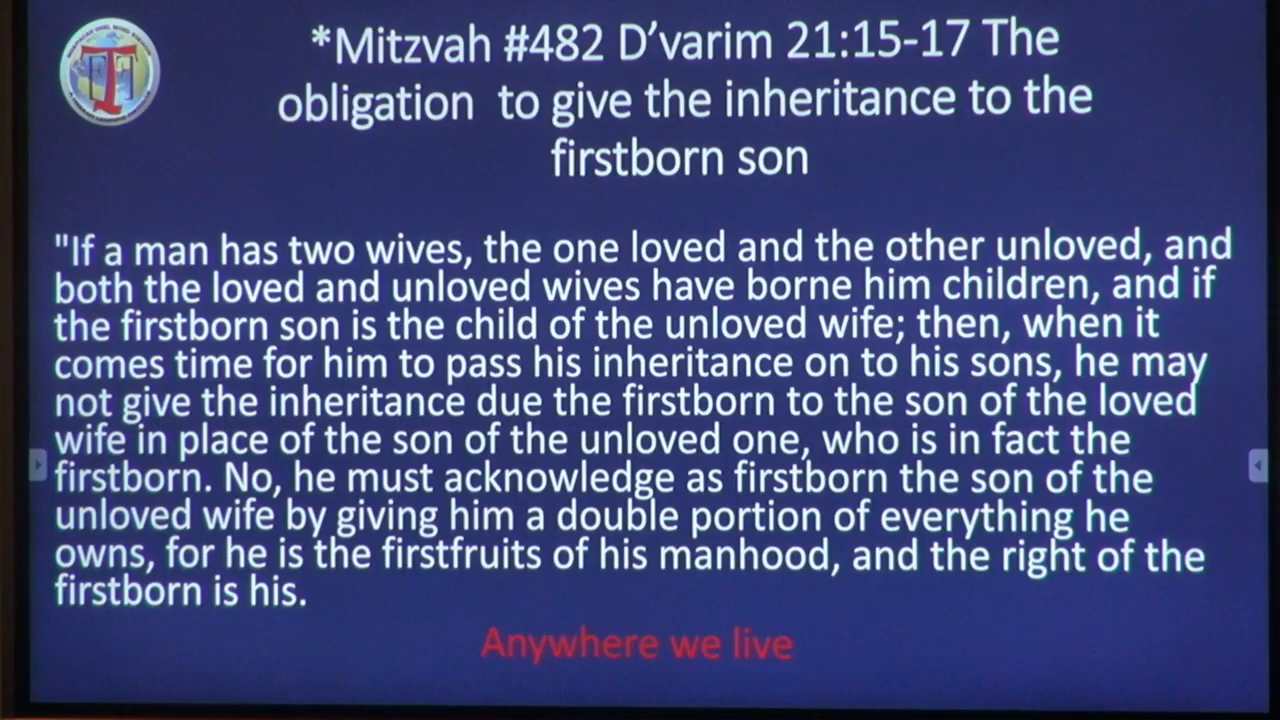 *Mitzvah #482 D’varim 21:15-17 The
obligation to give the inheritance to the
firstborn son
"If a man has two wives, the one loved and the other unloved, and
both the loved and unloved wives have borne him children, and if
the firstborn son is the child of the unloved wife; then, when it
comes time for him to pass his inheritance on to his sons, he may
not give the inheritance due the firstborn to the son of the loved
wife in place of the son of the unloved one, who is in fact the
firstborn. No, he must acknowledge as firstborn the son of the
unloved wife by giving him a double portion of everything he
owns, for he is the firstfruits of his manhood, and the right of the
firstborn is his.
Anywhere we live